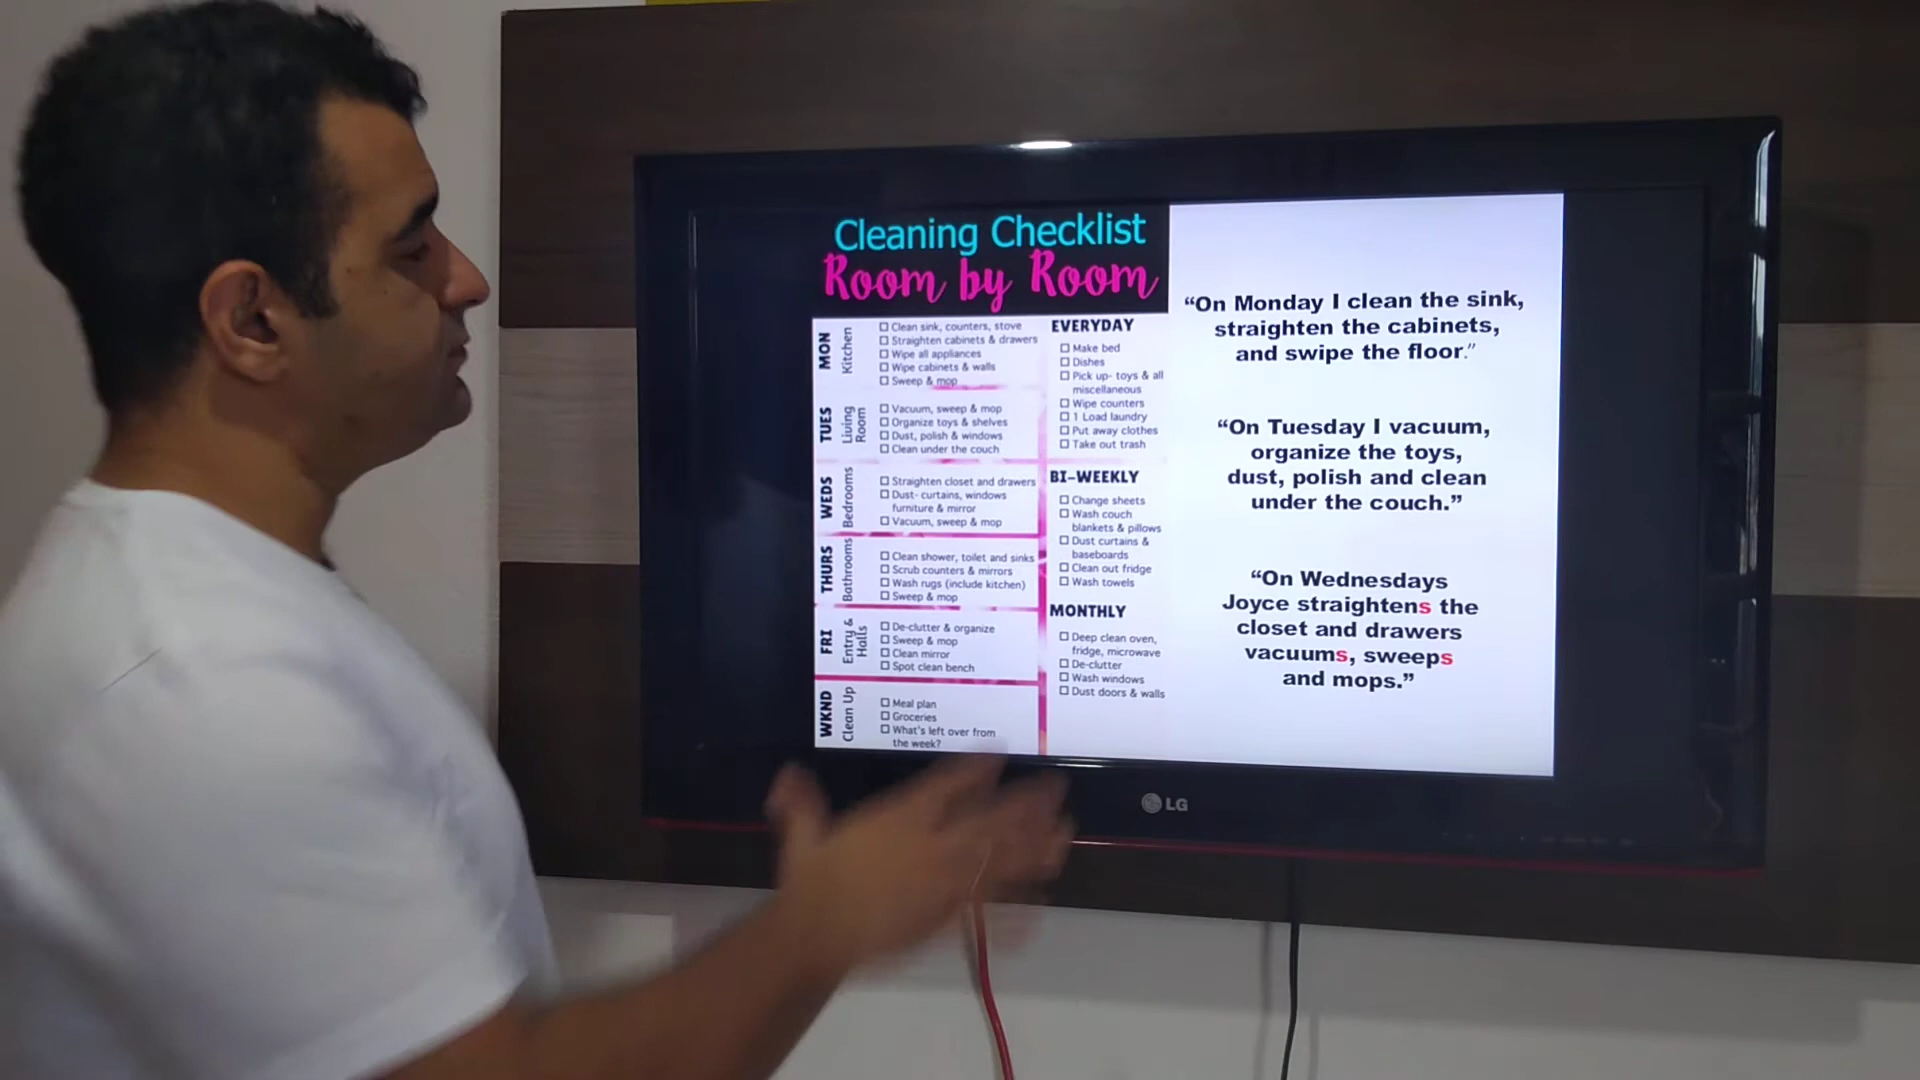 Cleaning Checklist
Room by Room
MON
Kitchen
Clean sink, counters, stove
Straighten cabinets & drawers
Wipe all appliances
Wipe cabinets & walls
Sweep & mop
TUES
Living
Room
Vacuum, sweep & mop
Organize toys & shelves
Dust, polish & windows
Clean under the couch
WEDS
Bedrooms
Straighten closet and drawers
Dust- curtains, windows
furniture & mirror
Vacuum, sweep & mop
THURS
Bathrooms
Clean shower, toilet and sinks
Scrub counters & mirrors
Wash rugs (include kitchen)
Sweep & mop
FRI
Entry &
Halls
De-clutter & organize
Sweep & mop
Clean mirror
Spot clean bench
WKND
Clean Up
Meal plan
Groceries
What's left over from
the week?
EVERYDAY
Make bed
Dishes
Pick up- toys & all
miscellaneous
Wipe counters
1 Load laundry
Put away clothes
Take out trash
BI-WEEKLY
Change sheets
Wash couch
blankets & pillows
Dust curtains &
baseboards
Clean out fridge
Wash towels
MONTHLY
Deep clean oven,
fridge, microwave
De-clutter
Wash windows
Dust doors & walls
“On Monday I clean the sink,
straighten the cabinets,
and swipe the floor.”
“On Tuesday I vacuum,
organize the toys,
dust, polish and clean
under the couch.”
“On Wednesdays
Joyce straightens the
closet and drawers
vacuums, sweeps
and mops.”
LG